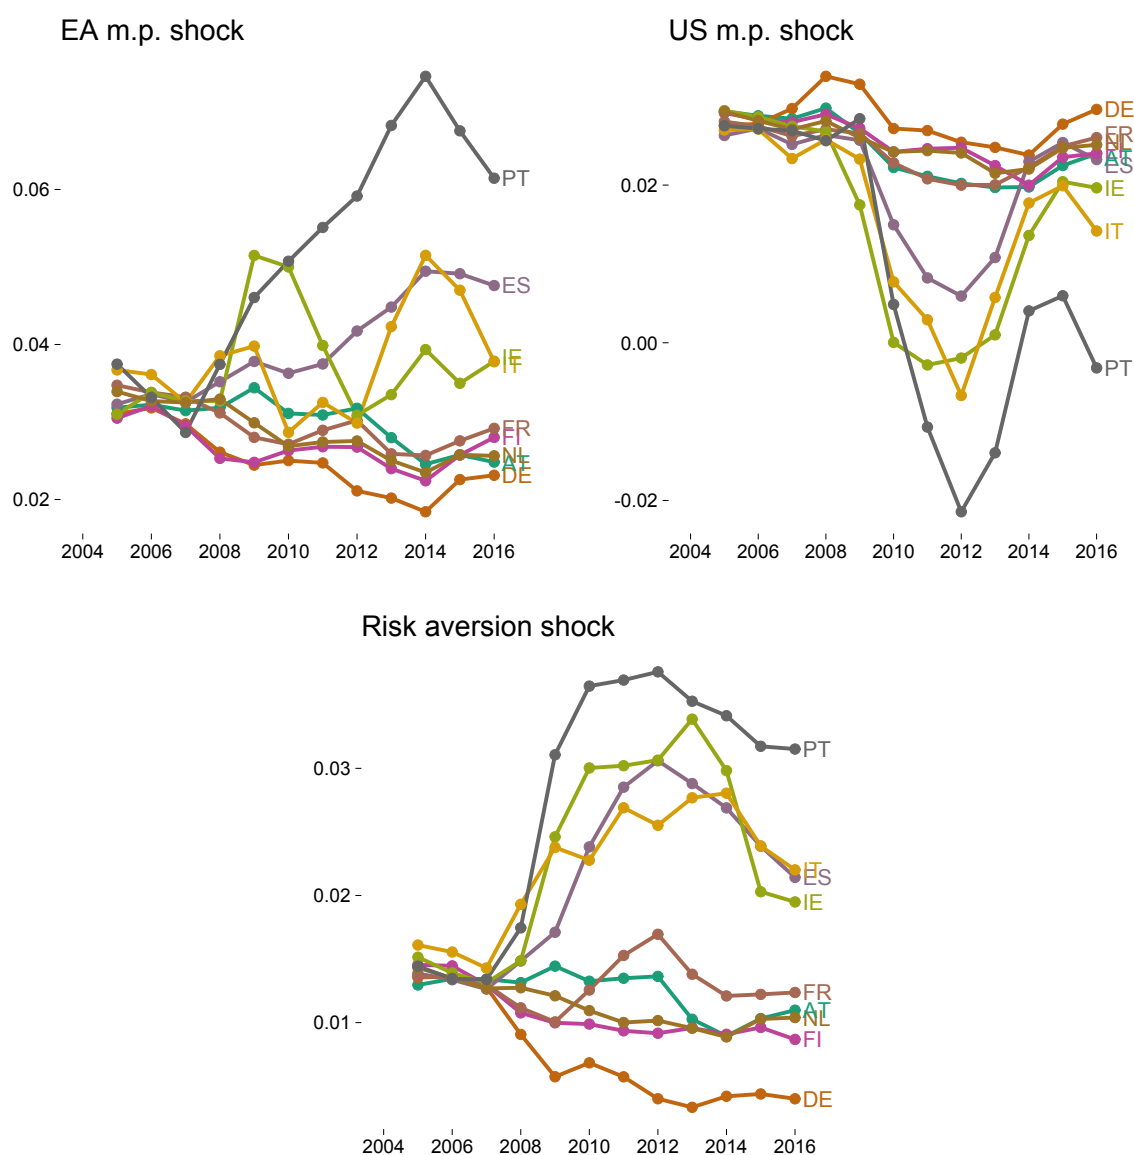 EA m.p. shock
0.06
0.04
0.02
2004 2006 2008 2010 2012 2014 2016
PT
ES
IE
IT
FR
FI
NL
AT
DE
US m.p. shock
0.02
0.00
-0.02
2004 2006 2008 2010 2012 2014 2016
DE
FR
NL
FI
AT
ES
IE
IT
PT
Risk aversion shock
0.03
0.02
0.01
2004 2006 2008 2010 2012 2014 2016
PT
IT
ES
IE
FR
AT
NL
FI
DE